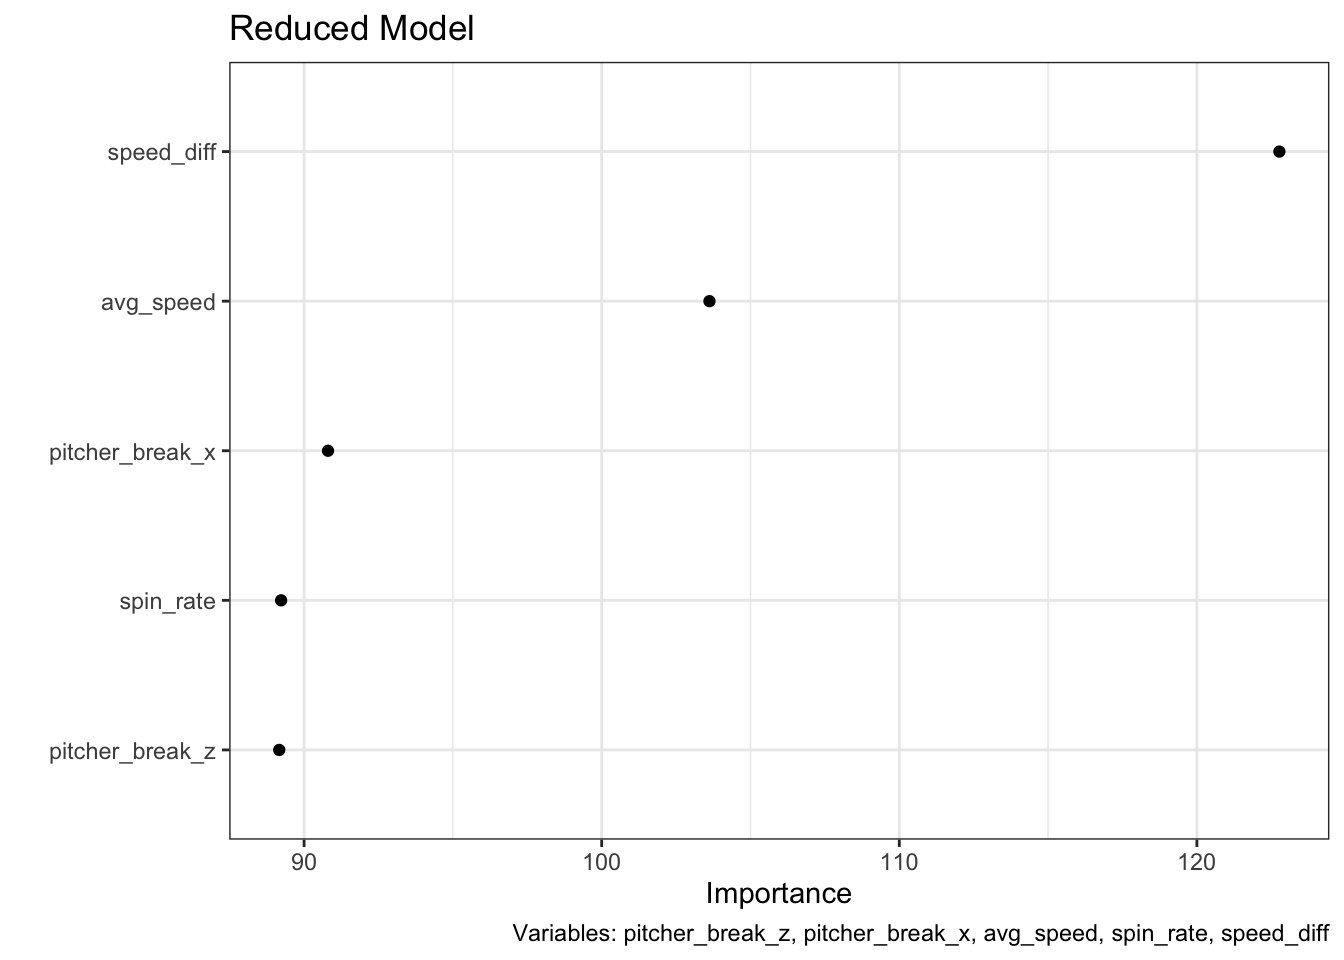 Reduced Model
speed_diff
avg_speed
pitcher_break_x
spin_rate
pitcher_break_z
90 100 110 120
Importance
Variables: pitcher_break_z, pitcher_break_x, avg_speed, spin_rate, speed_diff